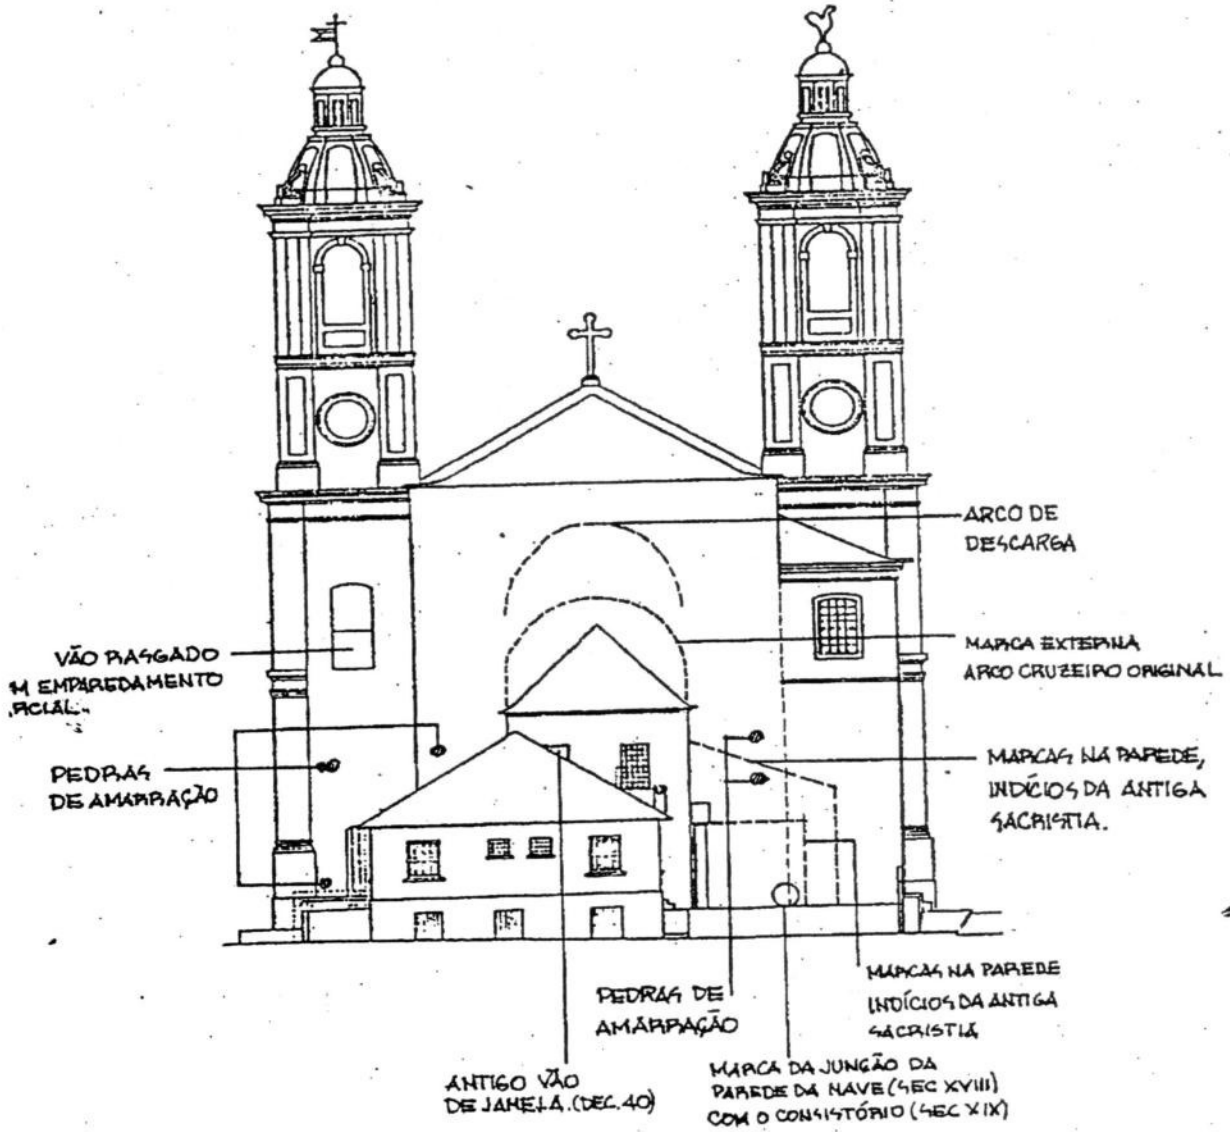 ARCO DE
DESCARGA
VÃO RASGADO
M EMPAREDAMENTO
RCIAL.
MARCA EXTERNA
ARCO CRUZEIRO ORIGINAL
PEDRAS
DE AMARRAÇÃO
MARCAS NA PAREDE,
INDÍCIOS DA ANTIGA
SACRISTIA.
PEDRAS DE
AMARRAÇÃO
MARCAS NA PAREDE
INDÍCIOS DA ANTIGA
SACRISTIA
ANTIGO VÃO
DE JANELA. (DEC. 40)
MARCA DA JUNÇÃO DA
PAREDE DA NAVE (SEC XVIII)
COM O CONSISTÓRIO (SEC XIX)